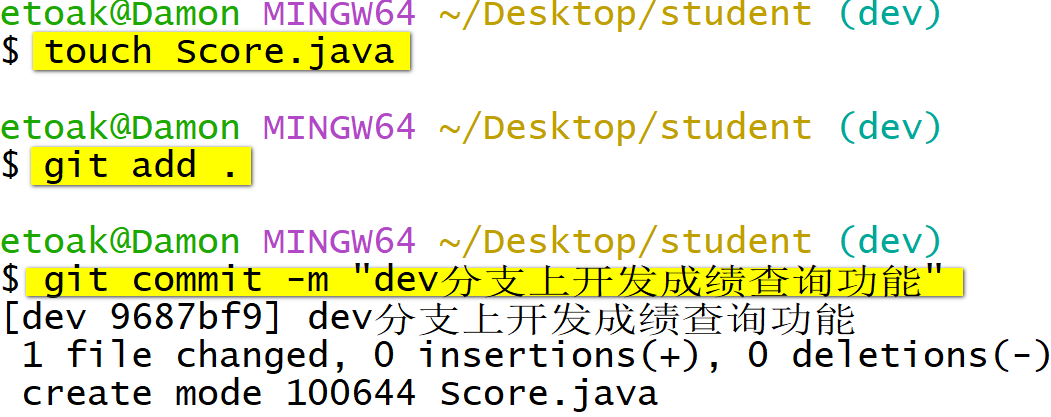 etoak@Damon MINGW64 ~/Desktop/student (dev)
$ touch Score.java
etoak@Damon MINGW64 ~/Desktop/student (dev)
$ git add .
etoak@Damon MINGW64 ~/Desktop/student (dev)
$ git commit -m "dev分支上开发成绩查询功能"
[dev 9687bf9] dev分支上开发成绩查询功能
 1 file changed, 0 insertions(+), 0 deletions(-)
 create mode 100644 Score.java